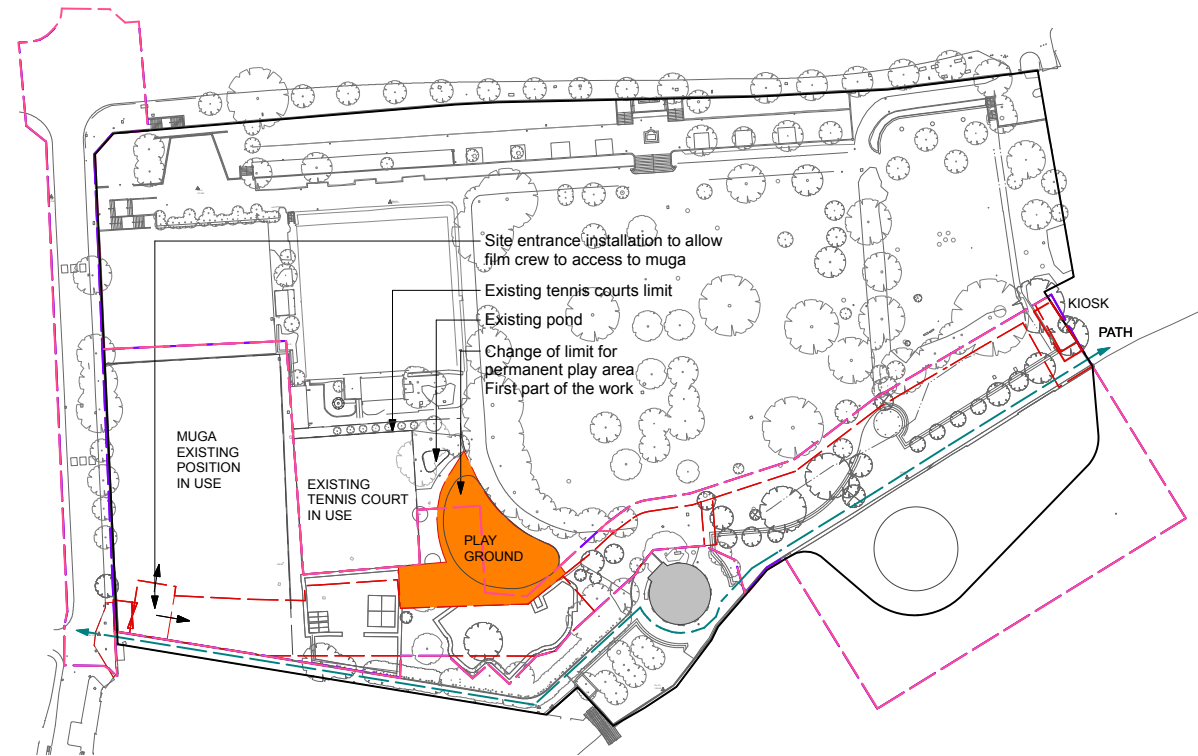 Site entrance installation to allow
film crew to access to muga
Existing tennis courts limit
Existing pond
Change of limit for
permanent play area
First part of the work
KIOSK
PATH
MUGA
EXISTING
POSITION
IN USE
EXISTING
TENNIS COURT
IN USE
PLAY
GROUND